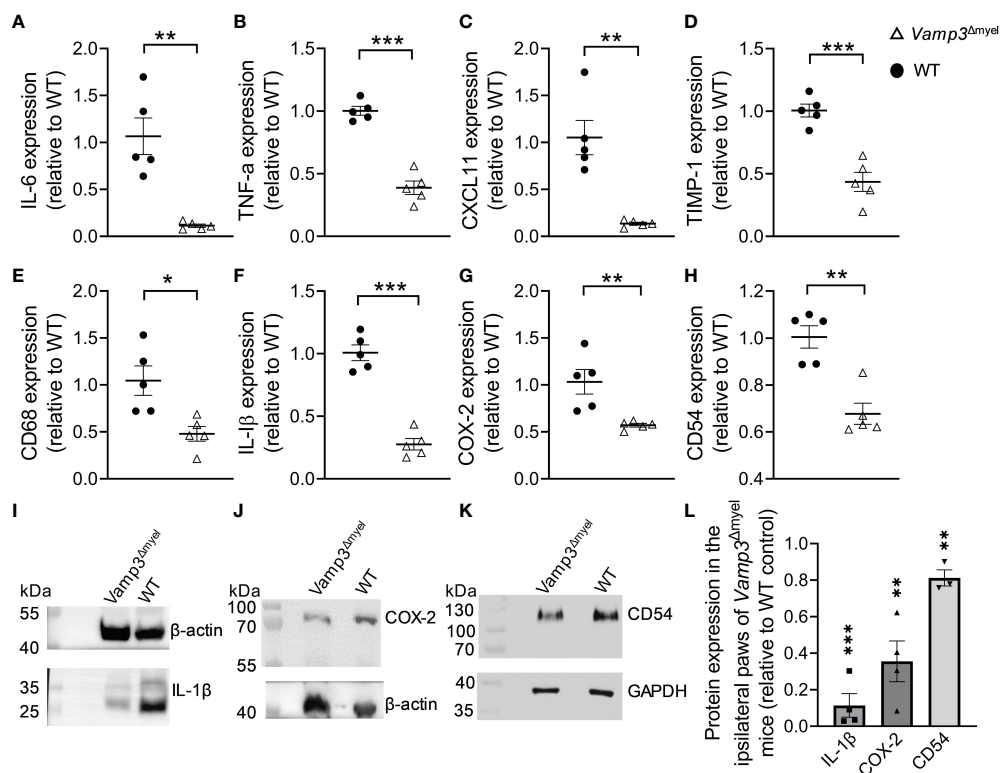 A
IL-6 expression
(relative to WT)
2.0
1.5
1.0
0.5
0.0
**
B
TNF-a expression
(relative to WT)
1.5
1.0
0.5
0.0
***
C
CXCL11 expression
(relative to WT)
2.0
1.5
1.0
0.5
0.0
**
D
TIMP-1 expression
(relative to WT)
1.5
1.0
0.5
0.0
***
△ Vamp3Δmyel
● WT
E
CD68 expression
(relative to WT)
2.0
1.5
1.0
0.5
0.0
*
F
IL-Iβ expression
(relative to WT)
1.5
1.0
0.5
0.0
***
G
COX-2 expression
(relative to WT)
2.0
1.5
1.0
0.5
0.0
**
H
CD54 expression
(relative to WT)
1.2
1.0
0.8
0.6
0.4
**
I
kDa
Vamp3Δmyel
WT
55
40
β-actin
35
25
IL-1β
J
kDa
Vamp3Δmyel
WT
100
70
55
COX-2
40
β-actin
K
kDa
Vamp3Δmyel
WT
130
100
70
CD54
40
35
GAPDH
L
Protein expression in the
ipsilateral paws of Vamp3Δmyel
mice (relative to WT control)
1.0
0.8
0.6
0.4
0.2
0.0
***
**
**
IL-1β
COX-2
CD54